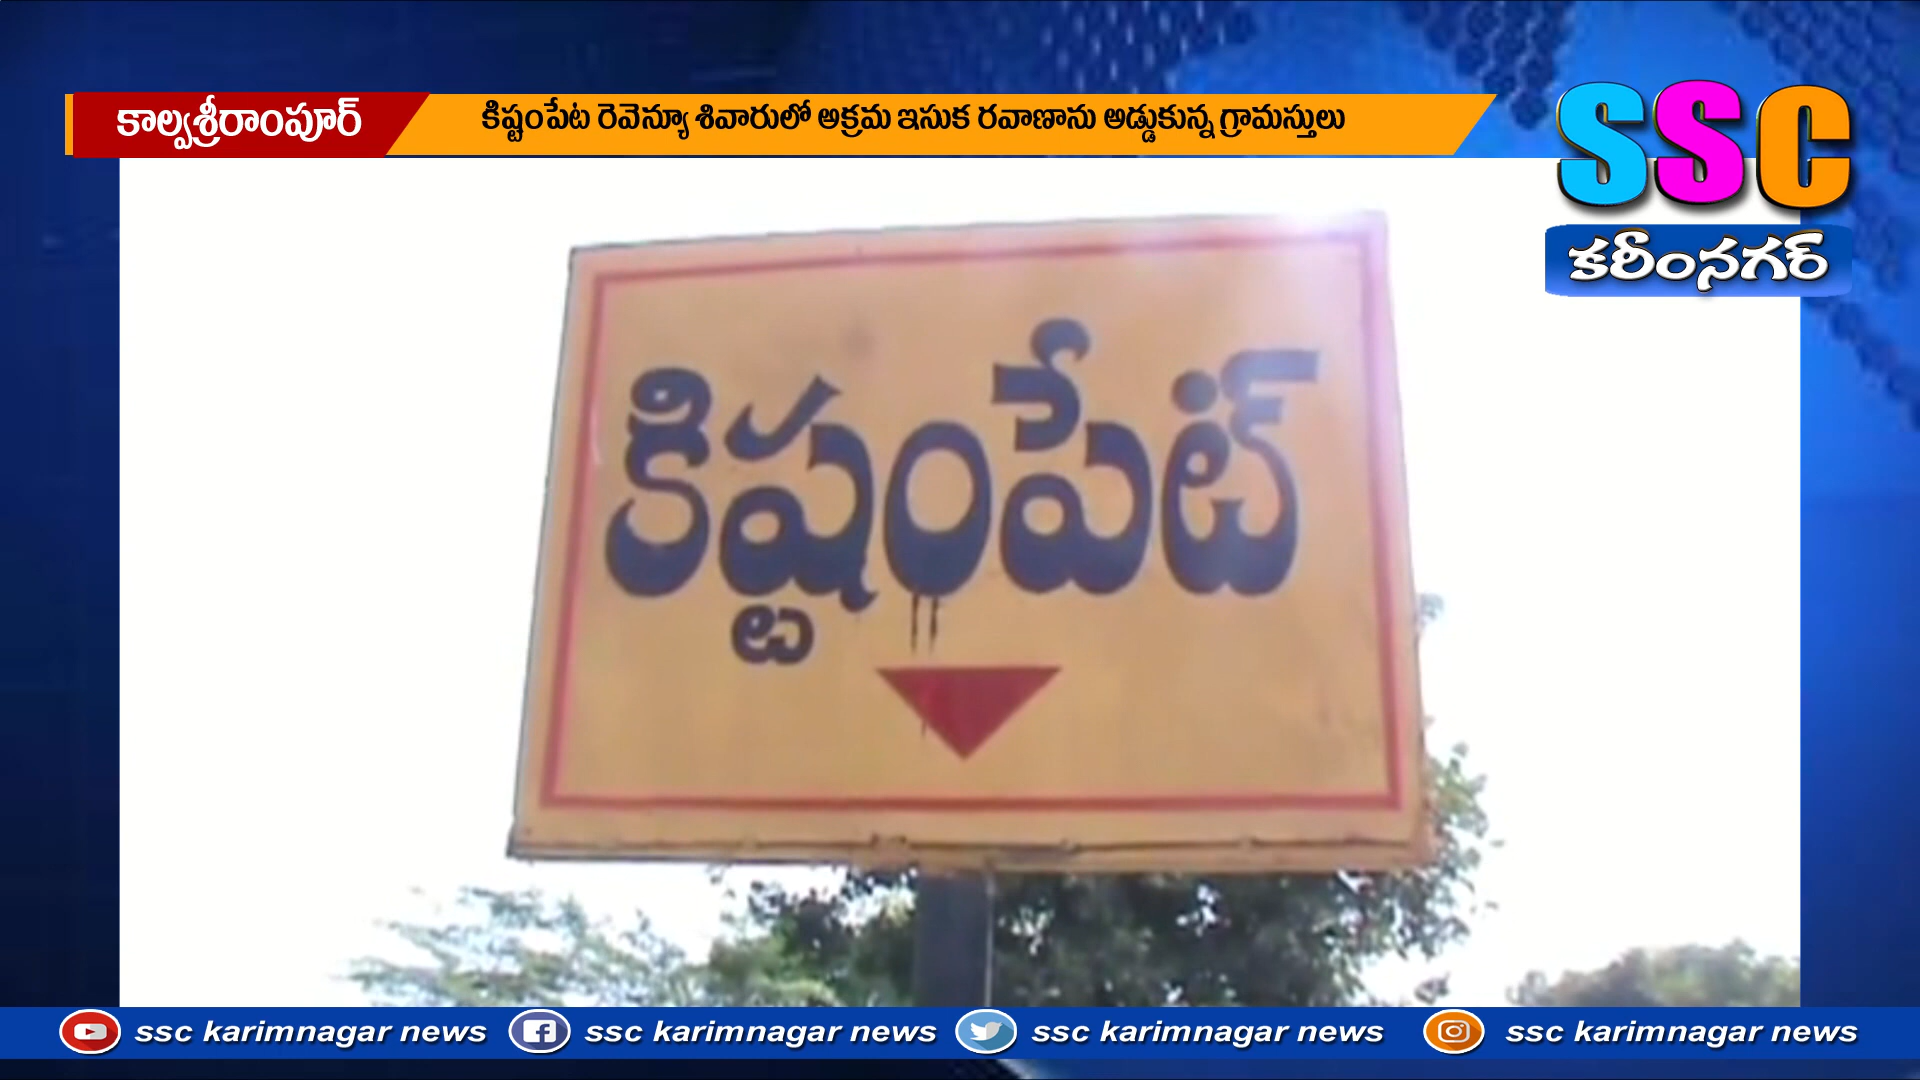 కాల్వశ్రీరాంపూర్
కిష్టంపేట రెవెన్యూ శివారులో అక్రమ ఇసుక రవాణాను అడ్డుకున్న గ్రామస్తులు
SSC
కరీంనగర్
కిష్టంపేట్
ssc karimnagar news ssc karimnagar news ssc karimnagar news ssc karimnagar news